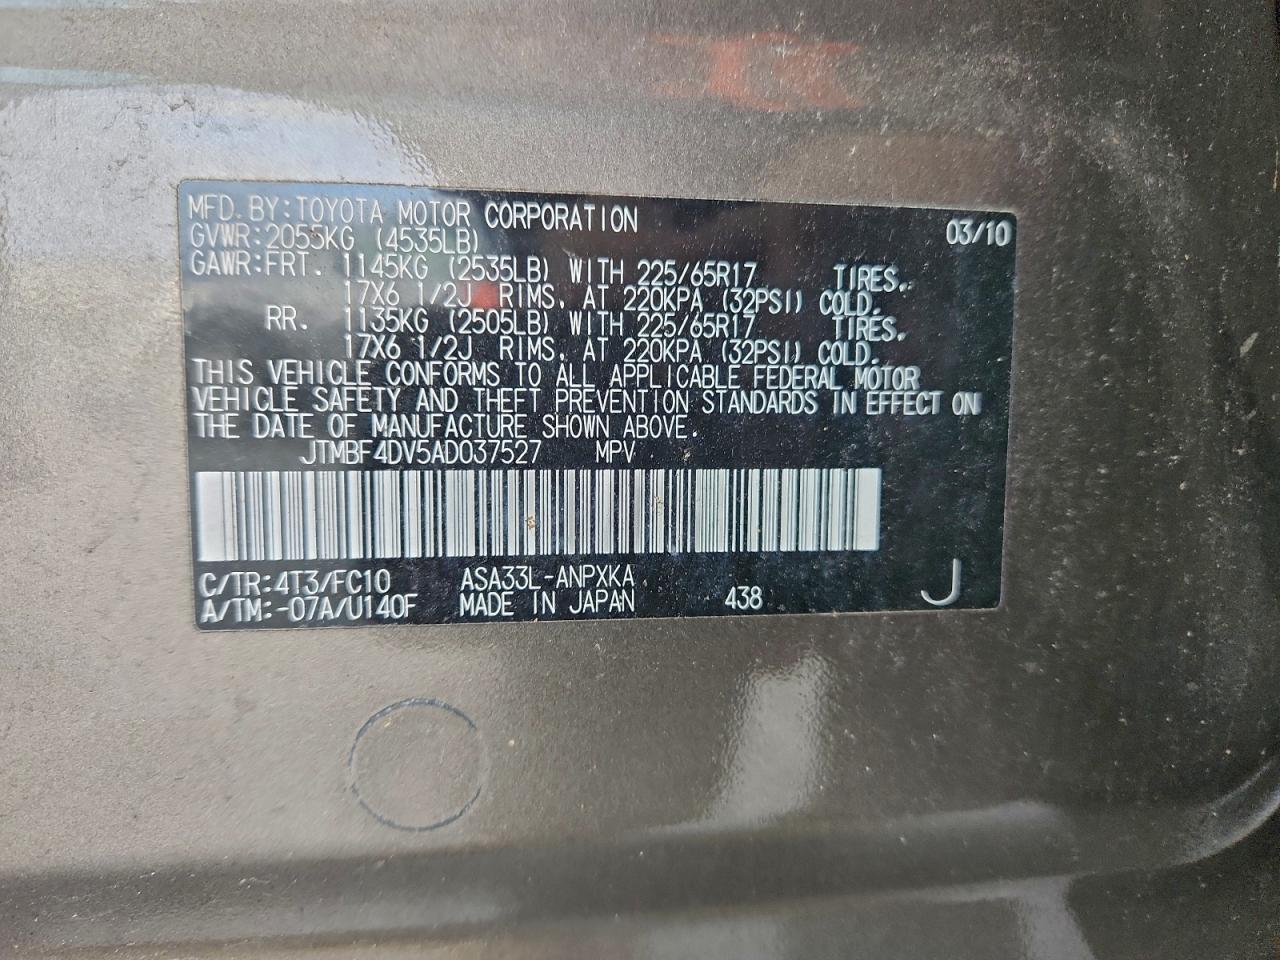 MFD. BY: TOYOTA MOTOR CORPORATION 03/10
GVWR: 2055KG (4535LB)
GAWR: FRT. 1145KG (2535LB) WITH 225/65R17 TIRES,
17X6 1/2J RIMS, AT 220KPA (32PSI) COLD.
RR. 1135KG (2505LB) WITH 225/65R17 TIRES.
17X6 1/2J RIMS, AT 220KPA (32PSI) COLD.
THIS VEHICLE CONFORMS TO ALL APPLICABLE FEDERAL MOTOR
VEHICLE SAFETY AND THEFT PREVENTION STANDARDS IN EFFECT ON
THE DATE OF MANUFACTURE SHOWN ABOVE.
JTMBF4DV5AD037527 MPV
C/TR: 4T3/FC10 ASA33L-ANPXKA
A/TM: -07A/U140F MADE IN JAPAN 438 J